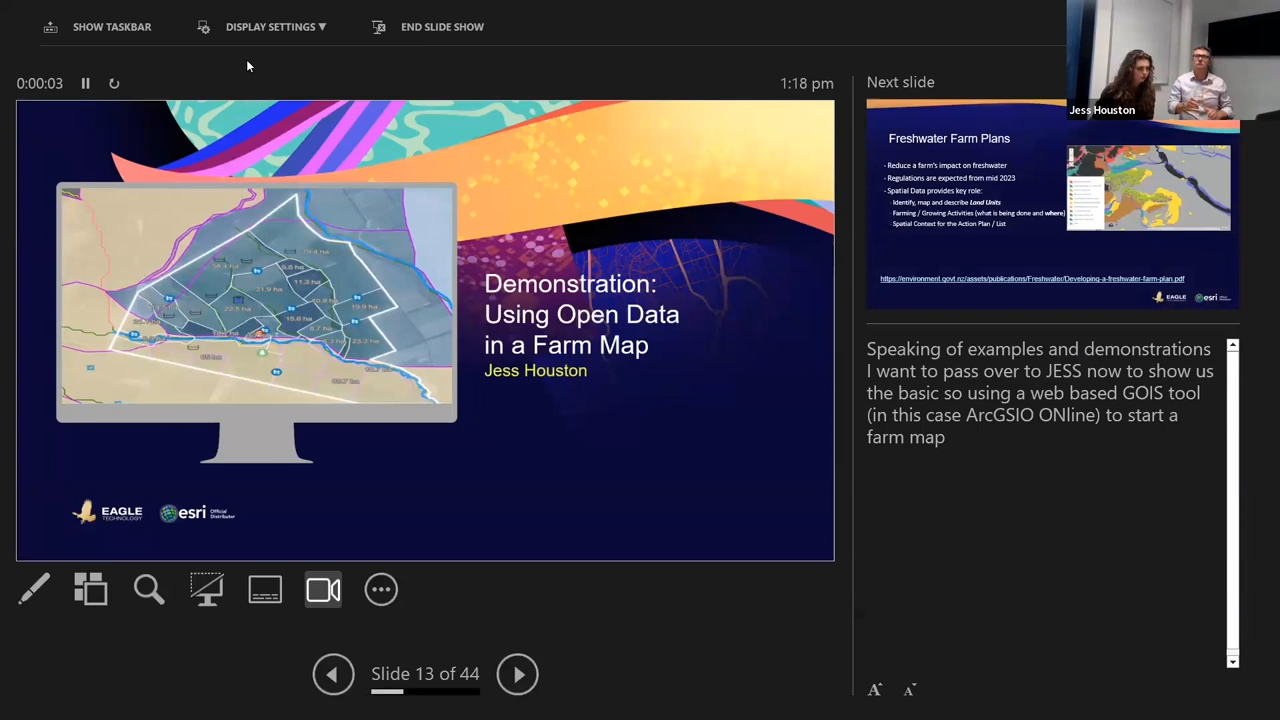 SHOW TASKBAR
DISPLAY SETTINGS ▼
END SLIDE SHOW
0:00:03
1:18 pm
Demonstration:
Using Open Data
in a Farm Map
Jess Houston
EAGLE
TECHNOLOGY
esri Official
Distributor
Slide 13 of 44
Next slide
Jess Houston
Freshwater Farm Plans
- Reduce a farm's impact on freshwater
- Regulations are expected from mid 2023
- Spatial Data provides key role:
- Identify, map and describe Land Units
- Farming / Growing Activities (what is being done and where)
- Spatial Context for the Action Plan / List
https://environment.govt.nz/assets/publications/Freshwater/Developing-a-freshwater-farm-plan.pdf
EAGLE
esri
Speaking of examples and demonstrations
I want to pass over to JESS now to show us
the basic so using a web based GOIS tool
(in this case ArcGSIO ONline) to start a
farm map